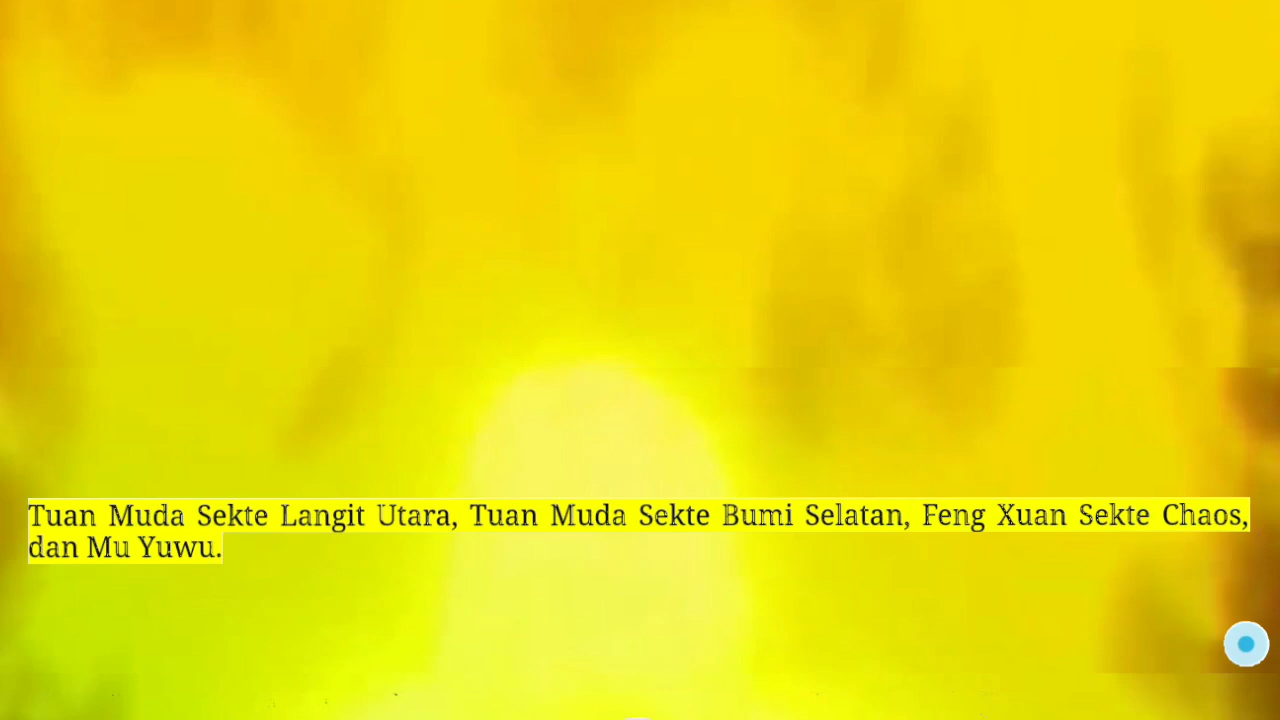 Tuan Muda Sekte Langit Utara, Tuan Muda Sekte Bumi Selatan, Feng Xuan Sekte Chaos,
dan Mu Yuwu.